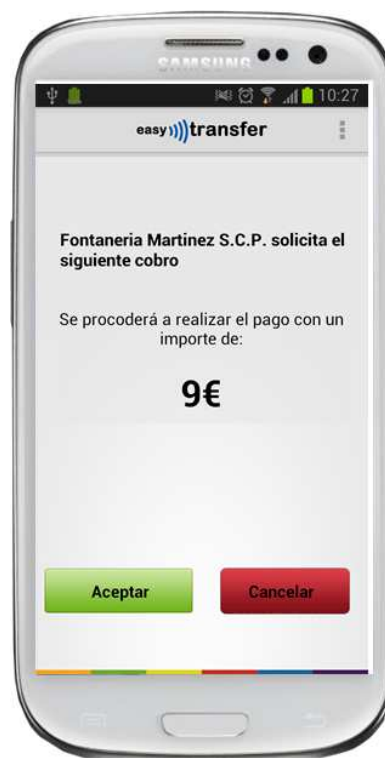 SAMSUNG
10:27
easy transfer
Fontaneria Martinez S.C.P. solicita el
siguiente cobro
Se procoderá a realizar el pago con un
importe de:
9€
Aceptar
Cancelar